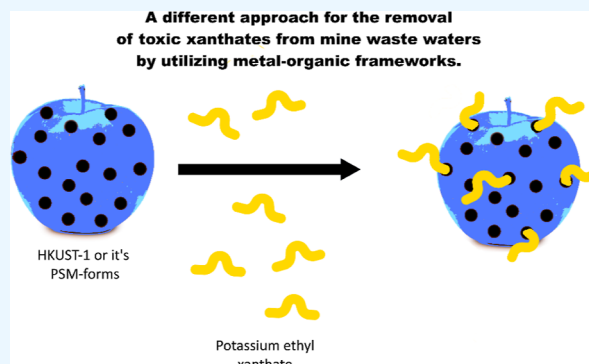 A different approach for the removal
of toxic xanthates from mine waste waters
by utilizing metal-organic frameworks.
HKUST-1 or it's
PSM-forms
Potassium ethyl
xanthate